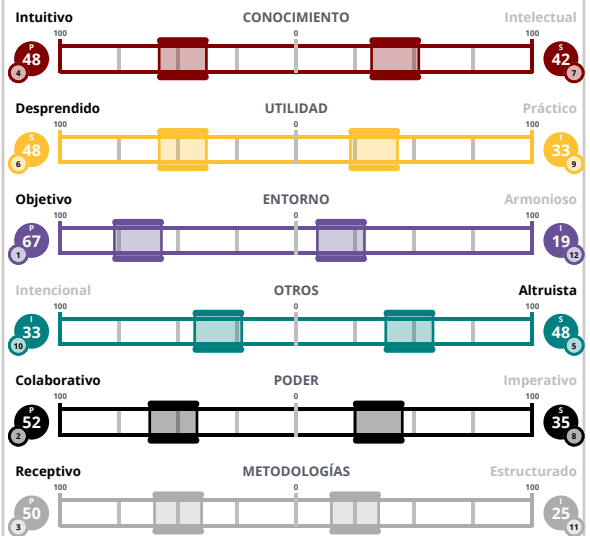 Intuitivo CONOCIMIENTO Intelectual
100 0 100
P 48 4 S 42 7
Desprendido UTILIDAD Práctico
100 0 100
S 48 6 I 33 9
Objetivo ENTORNO Armonioso
100 0 100
P 67 1 I 19 12
Intencional OTROS Altruista
100 0 100
I 33 10 S 48 5
Colaborativo PODER Imperativo
100 0 100
P 52 2 S 35 8
Receptivo METODOLOGÍAS Estructurado
100 0 100
P 50 3 I 25 11